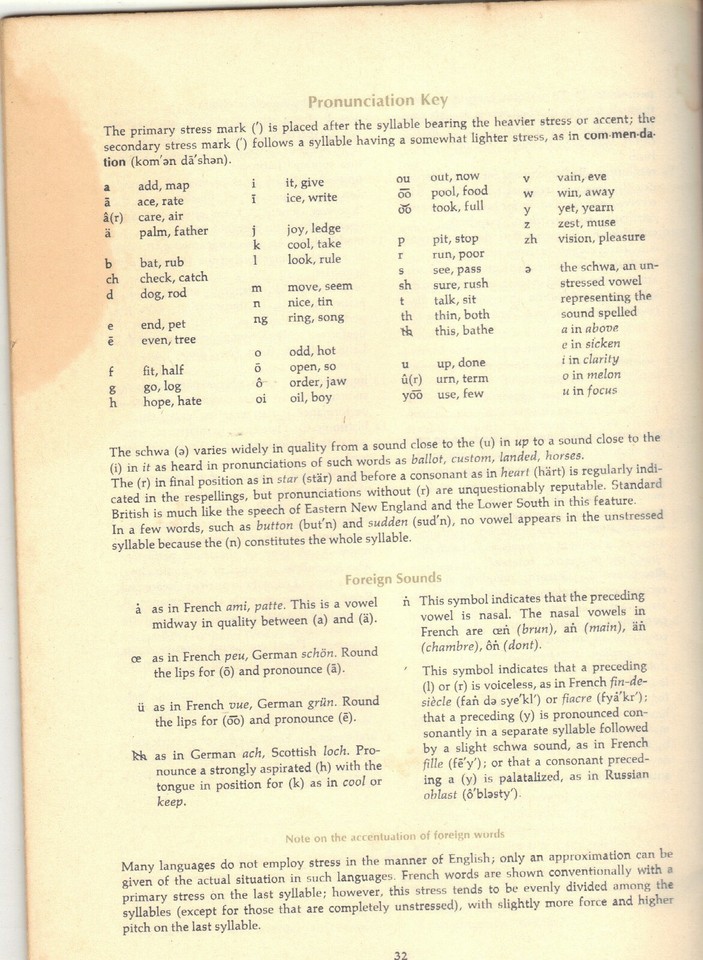 Pronunciation Key
The primary stress mark (ʹ) is placed after the syllable bearing the heavier stress or accent; the
secondary stress mark (ʹ) follows a syllable having a somewhat lighter stress, as in com·men·da·
tion (komʹən dāʹshən).
a add, map
ā ace, rate
â(r) care, air
ä palm, father
b bat, rub
ch check, catch
d dog, rod
e end, pet
ē even, tree
f fit, half
g go, log
h hope, hate
i it, give
ī ice, write
j joy, ledge
k cool, take
l look, rule
m move, seem
n nice, tin
ng ring, song
o odd, hot
ō open, so
ô order, jaw
oi oil, boy
ou out, now
o͞o pool, food
o͝o took, full
p pit, stop
r run, poor
s see, pass
sh sure, rush
t talk, sit
th thin, both
t̶h̶ this, bathe
u up, done
û(r) urn, term
yo͞o use, few
v vain, eve
w win, away
y yet, yearn
z zest, muse
zh vision, pleasure
ə the schwa, an un-
stressed vowel
representing the
sound spelled
a in above
e in sicken
i in clarity
o in melon
u in focus
The schwa (ə) varies widely in quality from a sound close to the (u) in up to a sound close to the
(i) in it as heard in pronunciations of such words as ballot, custom, landed, horses.
The (r) in final position as in star (stär) and before a consonant as in heart (härt) is regularly indi-
cated in the respellings, but pronunciations without (r) are unquestionably reputable. Standard
British is much like the speech of Eastern New England and the Lower South in this feature.
In a few words, such as button (butʹn) and sudden (sudʹn), no vowel appears in the unstressed
syllable because the (n) constitutes the whole syllable.
Foreign Sounds
ȧ as in French ami, patte. This is a vowel
midway in quality between (a) and (ä).
œ as in French peu, German schön. Round
the lips for (ō) and pronounce (ā).
ü as in French vue, German grün. Round
the lips for (o͞o) and pronounce (ē).
k̶h̶ as in German ach, Scottish loch. Pro-
nounce a strongly aspirated (h) with the
tongue in position for (k) as in cool or
keep.
ṅ This symbol indicates that the preceding
vowel is nasal. The nasal vowels in
French are œṅ (brun), aṅ (main), äṅ
(chambre), ôṅ (dont).
ʹ This symbol indicates that a preceding
(l) or (r) is voiceless, as in French fin-de-
siècle (faṅ də syeʹklʹ) or fiacre (fyȧʹkrʹ);
that a preceding (y) is pronounced con-
sonantly in a separate syllable followed
by a slight schwa sound, as in French
fille (fēʹyʹ); or that a consonant preced-
ing a (y) is palatalized, as in Russian
oblast (ôʹbləstyʹ).
Note on the accentuation of foreign words
Many languages do not employ stress in the manner of English; only an approximation can be
given of the actual situation in such languages. French words are shown conventionally with a
primary stress on the last syllable; however, this stress tends to be evenly divided among the
syllables (except for those that are completely unstressed), with slightly more force and higher
pitch on the last syllable.
32